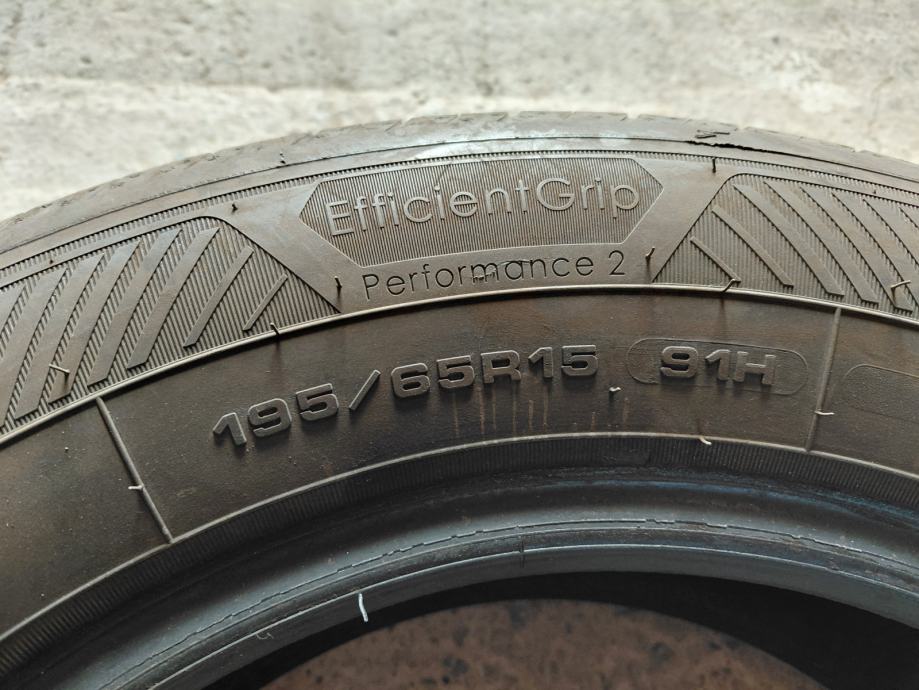 EfficientGrip
Performance 2
195/65R15 91H